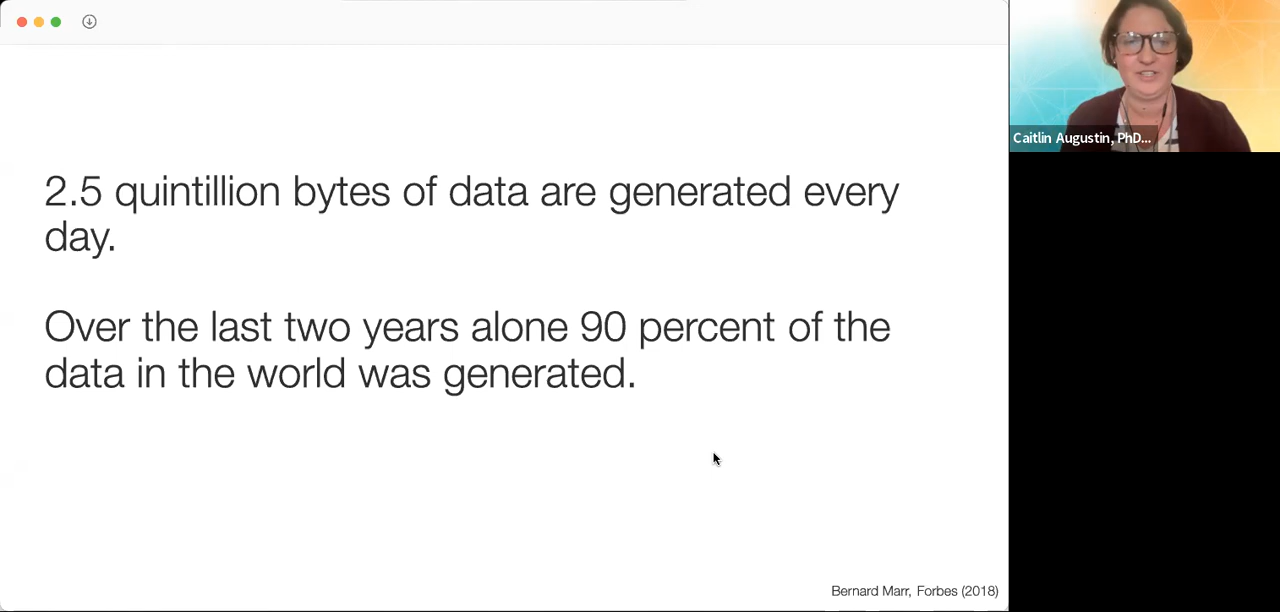 2.5 quintillion bytes of data are generated every
day.
Over the last two years alone 90 percent of the
data in the world was generated.
Bernard Marr, Forbes (2018)
Caitlin Augustin, PhD...